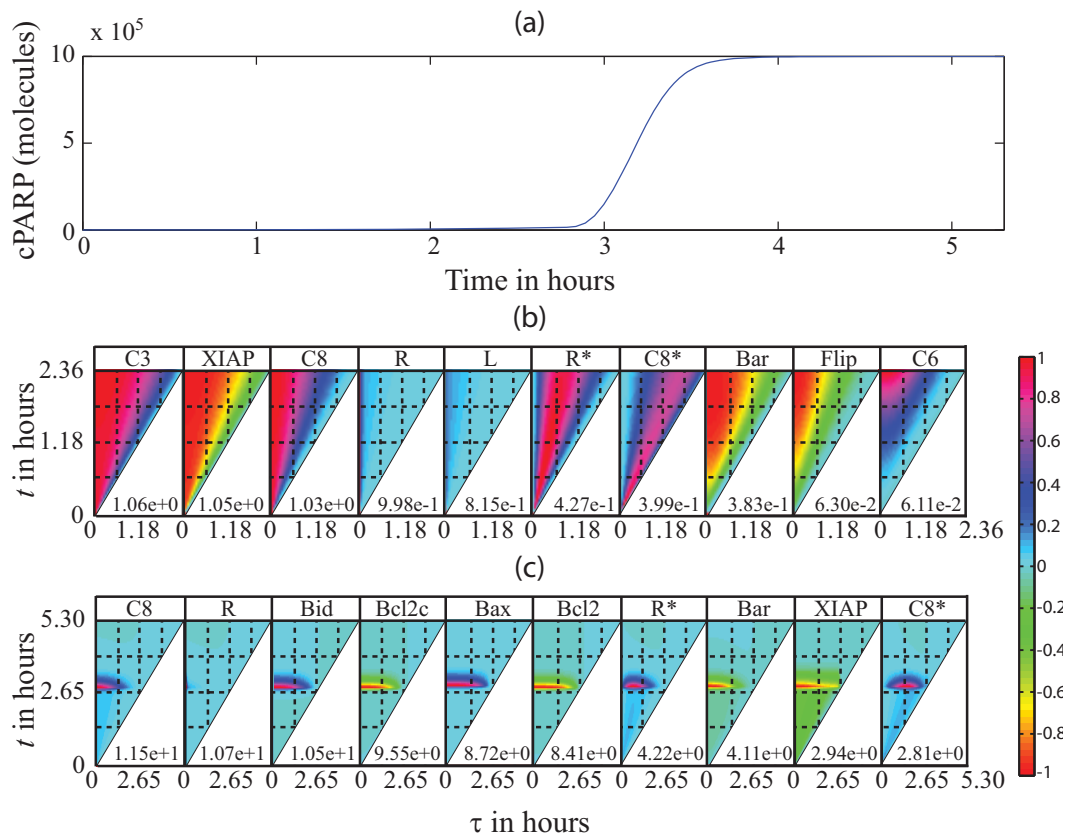 (a)
x 10⁵
10
5
0
cPARP (molecules)
0 1 2 3 4 5
Time in hours
(b)
C3 XIAP C8 R L R* C8* Bar Flip C6
2.36
1.18
0
t in hours
1.06e+0 1.05e+0 1.03e+0 9.98e-1 8.15e-1 4.27e-1 3.99e-1 3.83e-1 6.30e-2 6.11e-2
0 1.18 0 1.18 0 1.18 0 1.18 0 1.18 0 1.18 0 1.18 0 1.18 0 1.18 0 1.18 2.36
(c)
C8 R Bid Bcl2c Bax Bcl2 R* Bar XIAP C8*
5.30
2.65
0
t in hours
1.15e+1 1.07e+1 1.05e+1 9.55e+0 8.72e+0 8.41e+0 4.22e+0 4.11e+0 2.94e+0 2.81e+0
0 2.65 0 2.65 0 2.65 0 2.65 0 2.65 0 2.65 0 2.65 0 2.65 0 2.65 0 2.65 5.30
τ in hours
1
0.8
0.6
0.4
0.2
0
-0.2
-0.4
-0.6
-0.8
-1